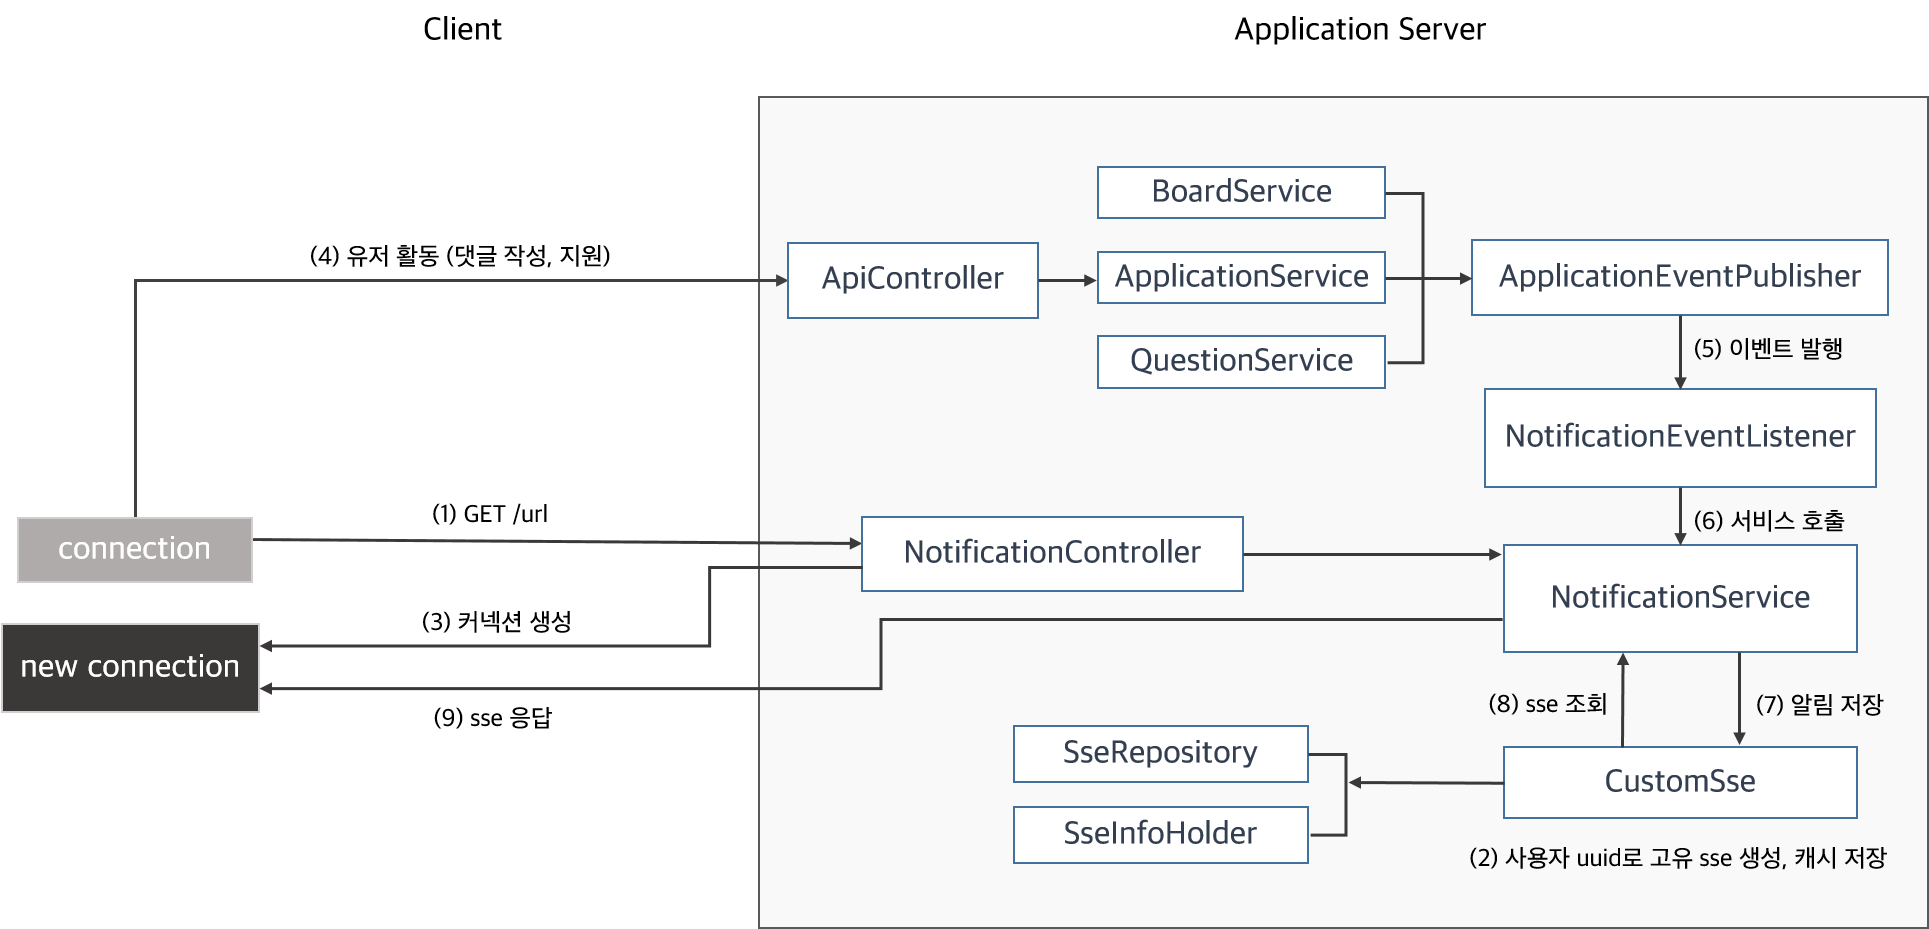 Client
Application Server
BoardService
(4) 유저 활동 (댓글 작성, 지원)
ApiController
ApplicationService
ApplicationEventPublisher
QuestionService
(5) 이벤트 발행
NotificationEventListener
(1) GET /url
(6) 서비스 호출
connection
NotificationController
NotificationService
(3) 커넥션 생성
new connection
(9) sse 응답
(8) sse 조회
(7) 알림 저장
SseRepository
CustomSse
SseInfoHolder
(2) 사용자 uuid로 고유 sse 생성, 캐시 저장